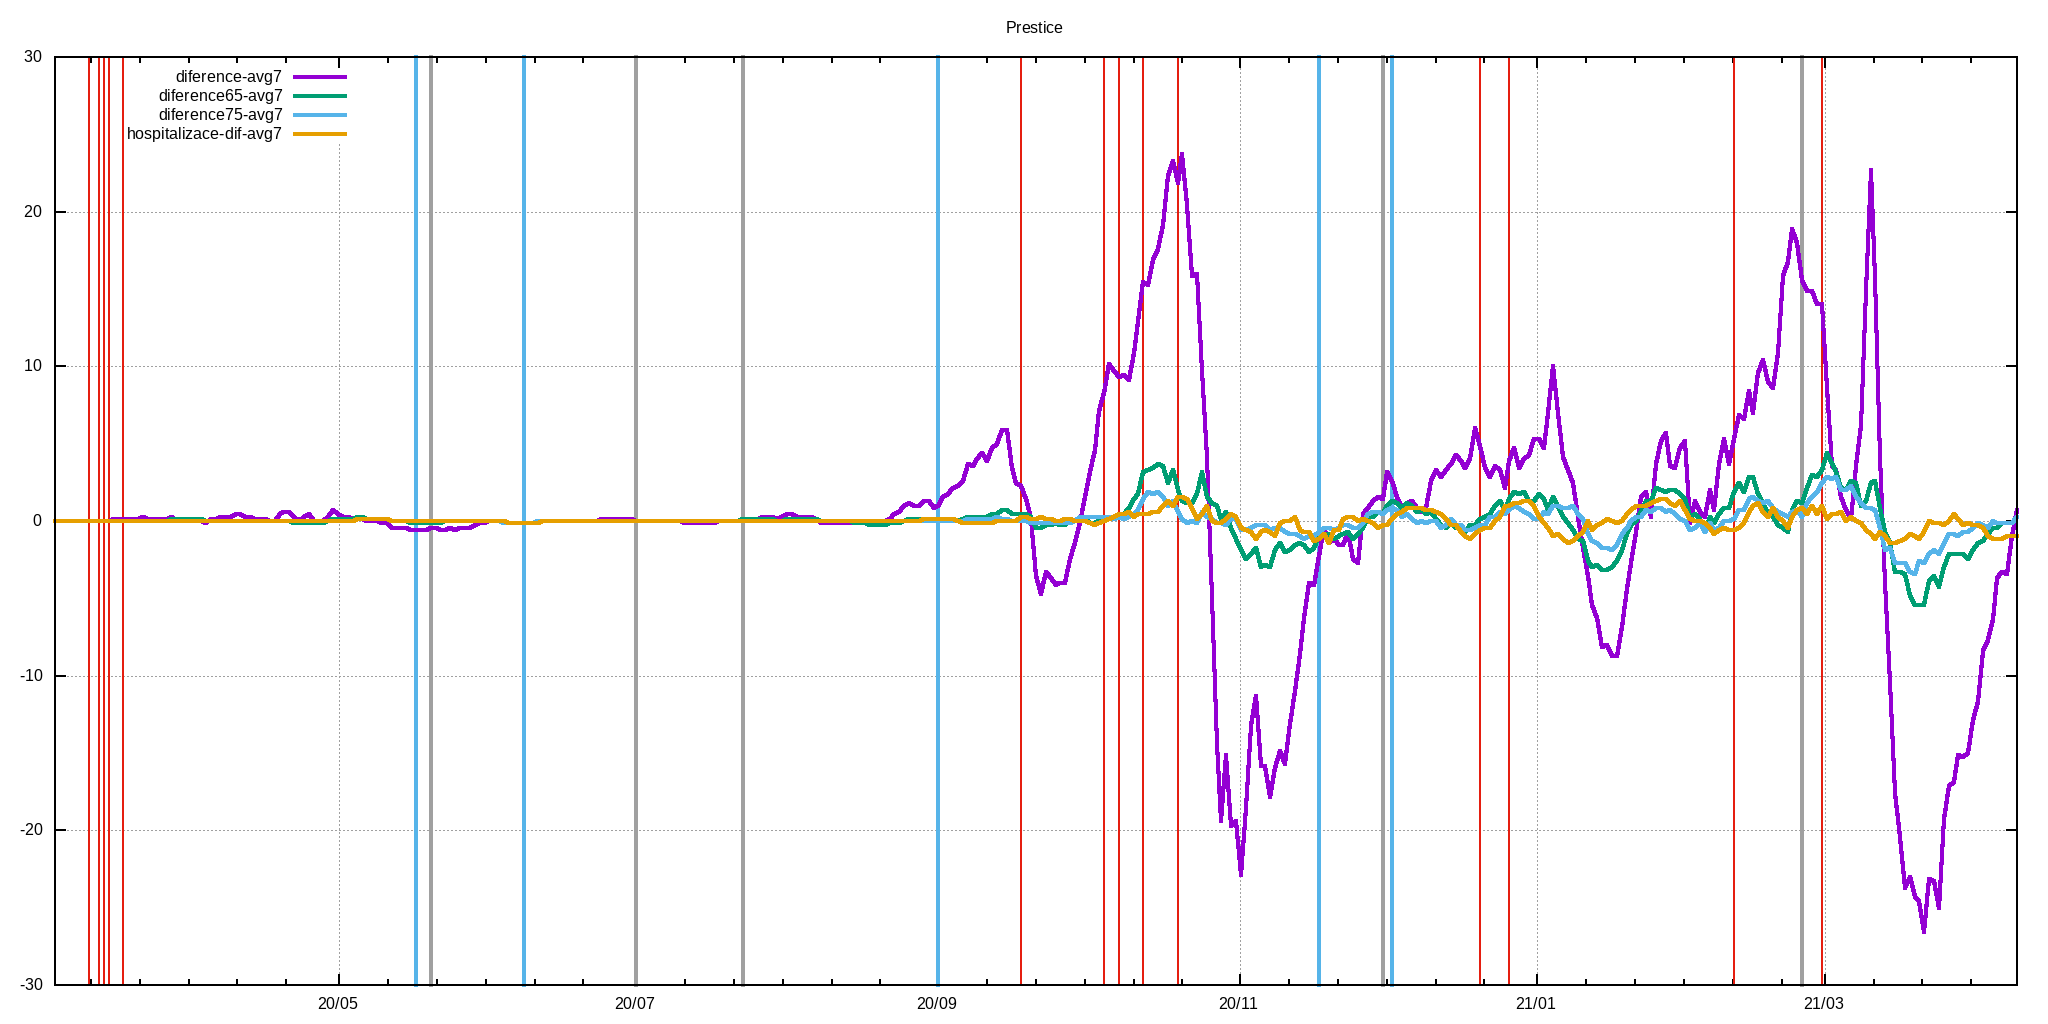 Prestice
30
diference-avg7
diference65-avg7
diference75-avg7
hospitalizace-dif-avg7
20
10
0
-10
-20
-30
20/05 20/07 20/09 20/11 21/01 21/03